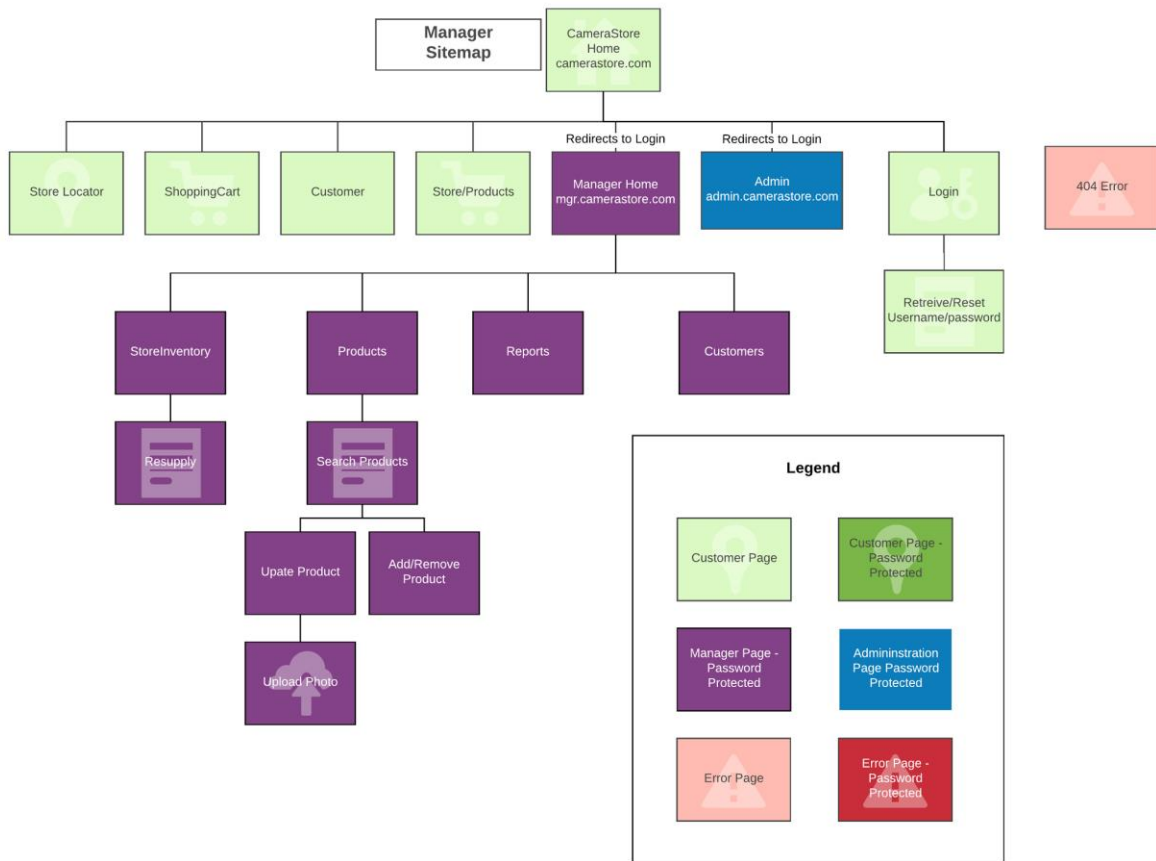 Manager
Sitemap
CameraStore
Home
camerastore.com
Redirects to Login
Redirects to Login
Store Locator
ShoppingCart
Customer
Store/Products
Manager Home
mgr.camerastore.com
Admin
admin.camerastore.com
Login
404 Error
Retreive/Reset
Username/password
StoreInventory
Products
Reports
Customers
Resupply
Search Products
Upate Product
Add/Remove
Product
Upload Photo
Legend
Customer Page
Customer Page -
Password
Protected
Manager Page -
Password
Protected
Admininstration
Page Password
Protected
Error Page
Error Page -
Password
Protected